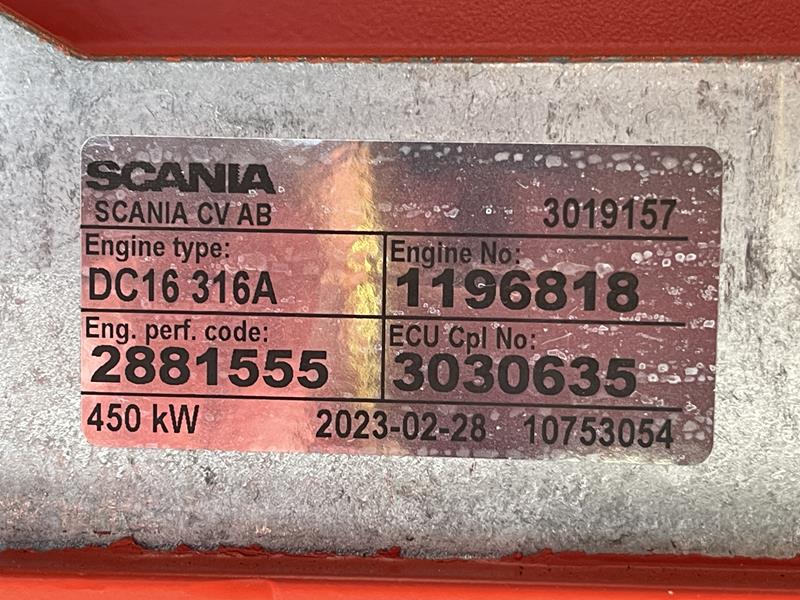 SCANIA
SCANIA CV AB 3019157
Engine type: Engine No:
DC16 316A 1196818
Eng. perf. code: ECU Cpl No:
2881555 3030635
450 kW 2023-02-28 10753054